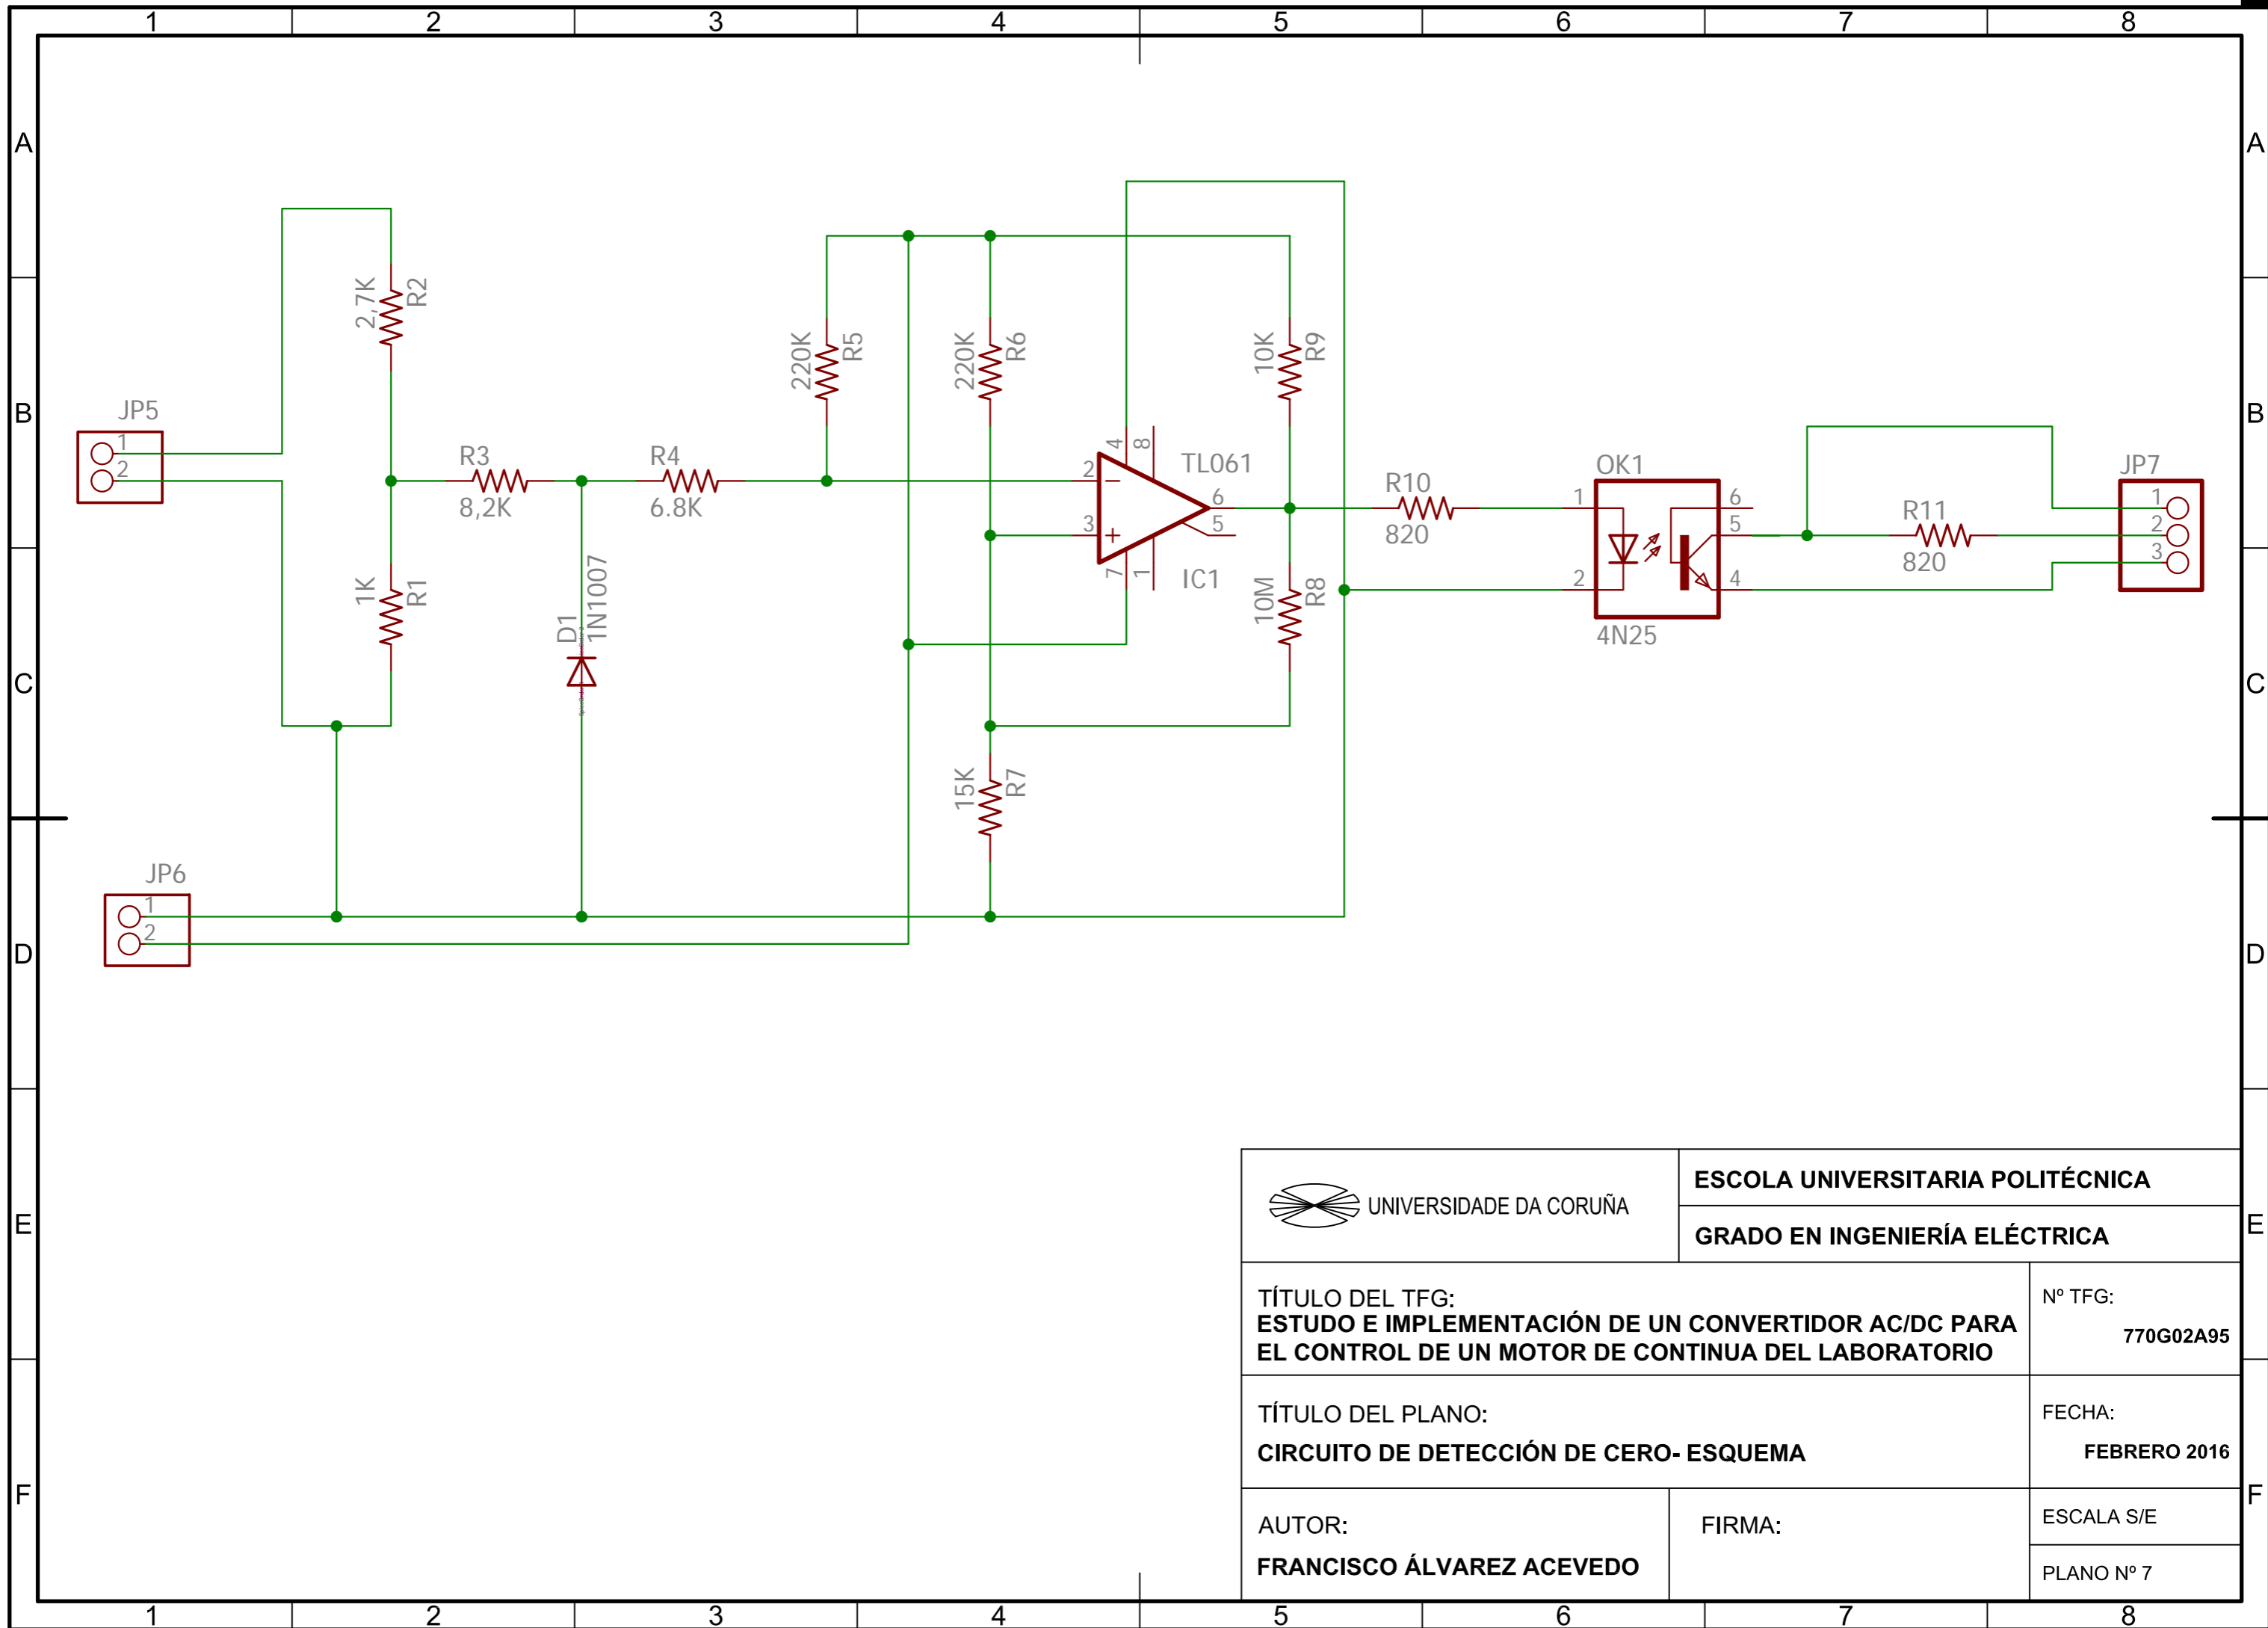 1 2 3 4 5 6 7 8
A A
B B
C C
D D
E E
F F
JP5
1
2
2,7K
R2
1K
R1
R3
8,2K
D1
1N1007
R4
6.8K
220K
R5
220K
R6
10K
R9
2
3
4
8
TL061
6
5
7
1
IC1
10M
R8
15K
R7
R10
820
OK1
1
2
6
5
4
4N25
R11
820
JP7
1
2
3
JP6
1
2
UNIVERSIDADE DA CORUÑA
ESCOLA UNIVERSITARIA POLITÉCNICA
GRADO EN INGENIERÍA ELÉCTRICA
TÍTULO DEL TFG:
ESTUDO E IMPLEMENTACIÓN DE UN CONVERTIDOR AC/DC PARA
EL CONTROL DE UN MOTOR DE CONTINUA DEL LABORATORIO
Nº TFG:
770G02A95
TÍTULO DEL PLANO:
CIRCUITO DE DETECCIÓN DE CERO- ESQUEMA
FECHA:
FEBRERO 2016
AUTOR:
FRANCISCO ÁLVAREZ ACEVEDO
FIRMA:
ESCALA S/E
PLANO Nº 7
1 2 3 4 5 6 7 8